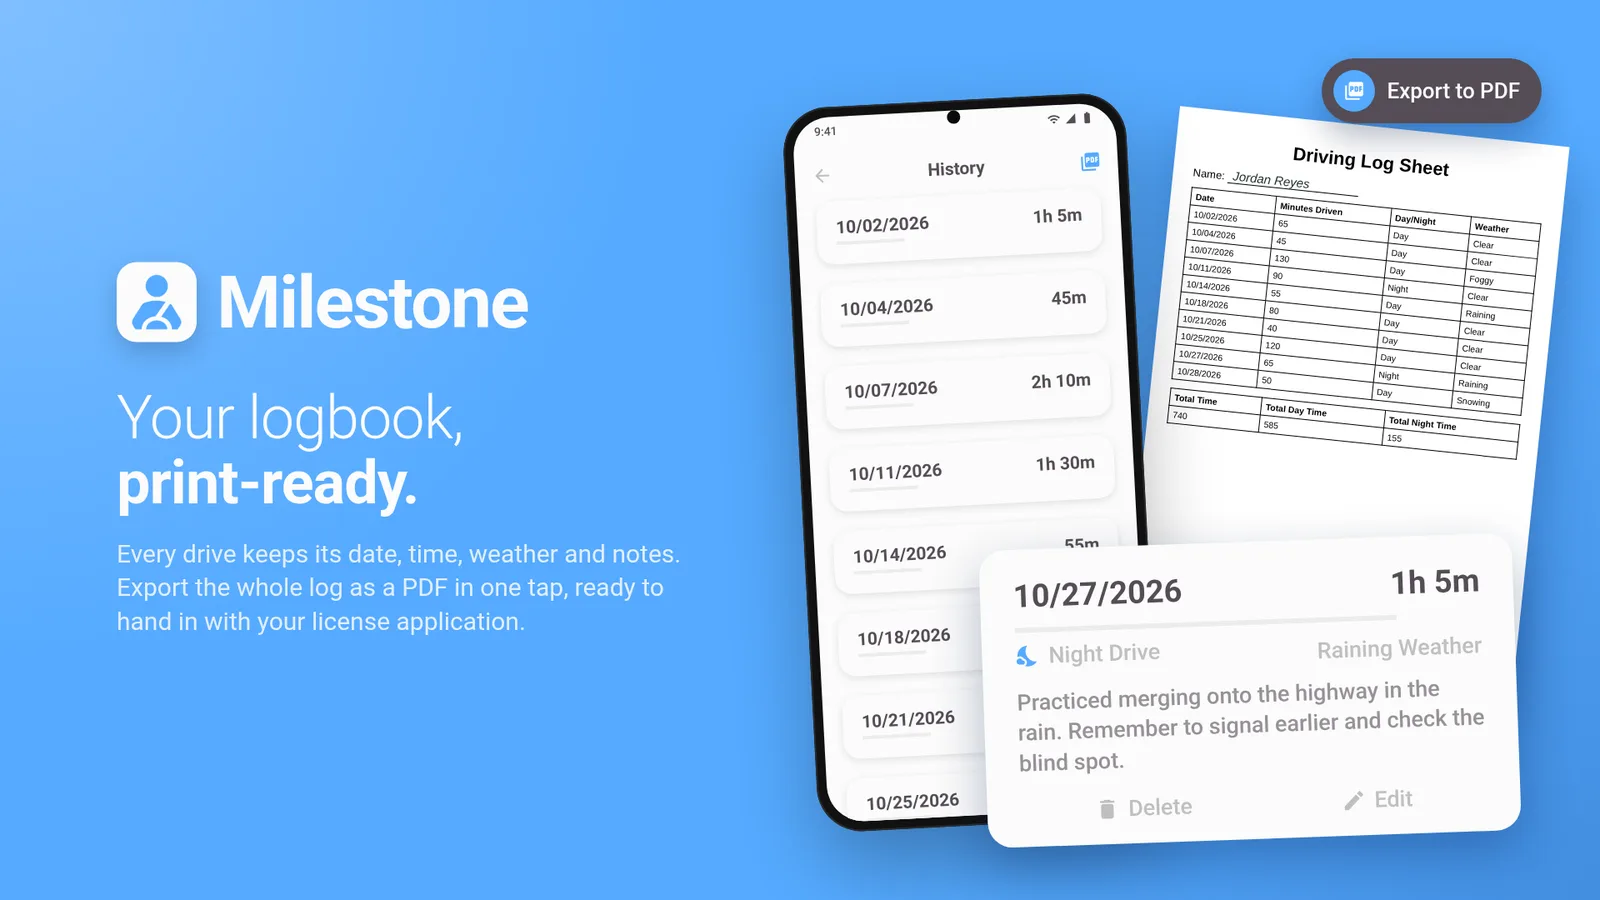 Milestone
Your logbook,
print-ready.
Every drive keeps its date, time, weather and notes.
Export the whole log as a PDF in one tap, ready to
hand in with your license application.
9:41
History
PDF
10/02/2026 1h 5m
10/04/2026 45m
10/07/2026 2h 10m
10/11/2026 1h 30m
10/14/2026 55m
10/18/2026
10/21/2026
10/25/2026
PDF Export to PDF
Driving Log Sheet
Name: Jordan Reyes
Date Minutes Driven Day/Night Weather
10/02/2026 65 Day Clear
10/04/2026 45 Day Clear
10/07/2026 130 Day Foggy
10/11/2026 90 Night Clear
10/14/2026 55 Day Raining
10/18/2026 80 Day Clear
10/21/2026 40 Day Clear
10/25/2026 120 Day Clear
10/27/2026 65 Night Raining
10/28/2026 50 Day Snowing
Total Time Total Day Time Total Night Time
740 585 155
10/27/2026 1h 5m
Night Drive Raining Weather
Practiced merging onto the highway in the
rain. Remember to signal earlier and check the
blind spot.
Delete Edit